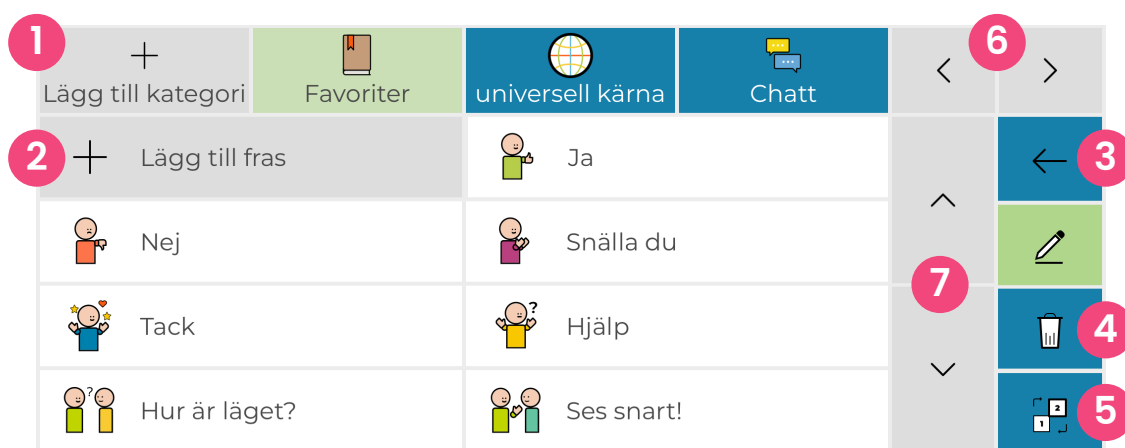 1
Lägg till kategori
Favoriter
universell kärna
Chatt
6
2
Lägg till fras
Ja
3
Nej
Snälla du
7
Tack
Hjälp
4
Hur är läget?
Ses snart!
5